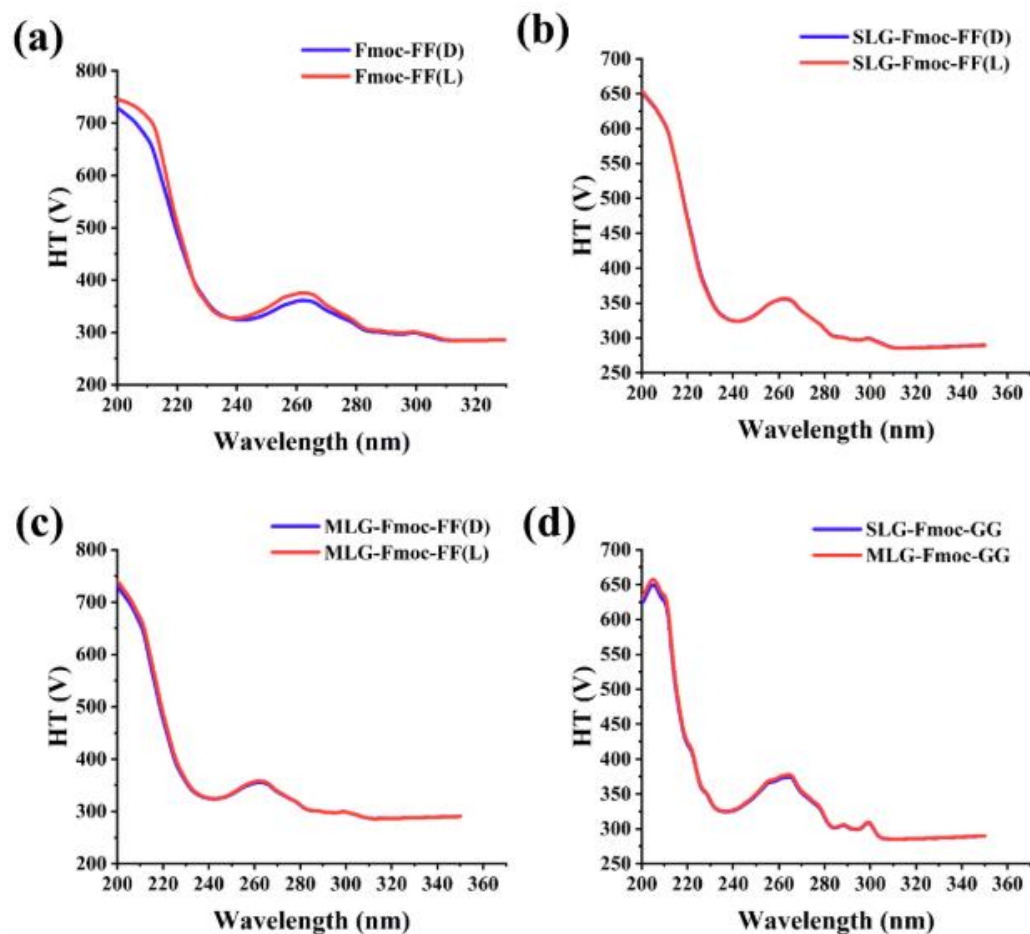 (a)
Fmoc-FF(D)
Fmoc-FF(L)
800
700
600
500
400
300
200
HT (V)
200 220 240 260 280 300 320
Wavelength (nm)
(b)
SLG-Fmoc-FF(D)
SLG-Fmoc-FF(L)
700
650
600
550
500
450
400
350
300
250
HT (V)
200 220 240 260 280 300 320 340 360
Wavelength (nm)
(c)
MLG-Fmoc-FF(D)
MLG-Fmoc-FF(L)
800
700
600
500
400
300
200
HT (V)
200 220 240 260 280 300 320 340 360
Wavelength (nm)
(d)
SLG-Fmoc-GG
MLG-Fmoc-GG
700
650
600
550
500
450
400
350
300
250
HT (V)
200 220 240 260 280 300 320 340 360
Wavelength (nm)